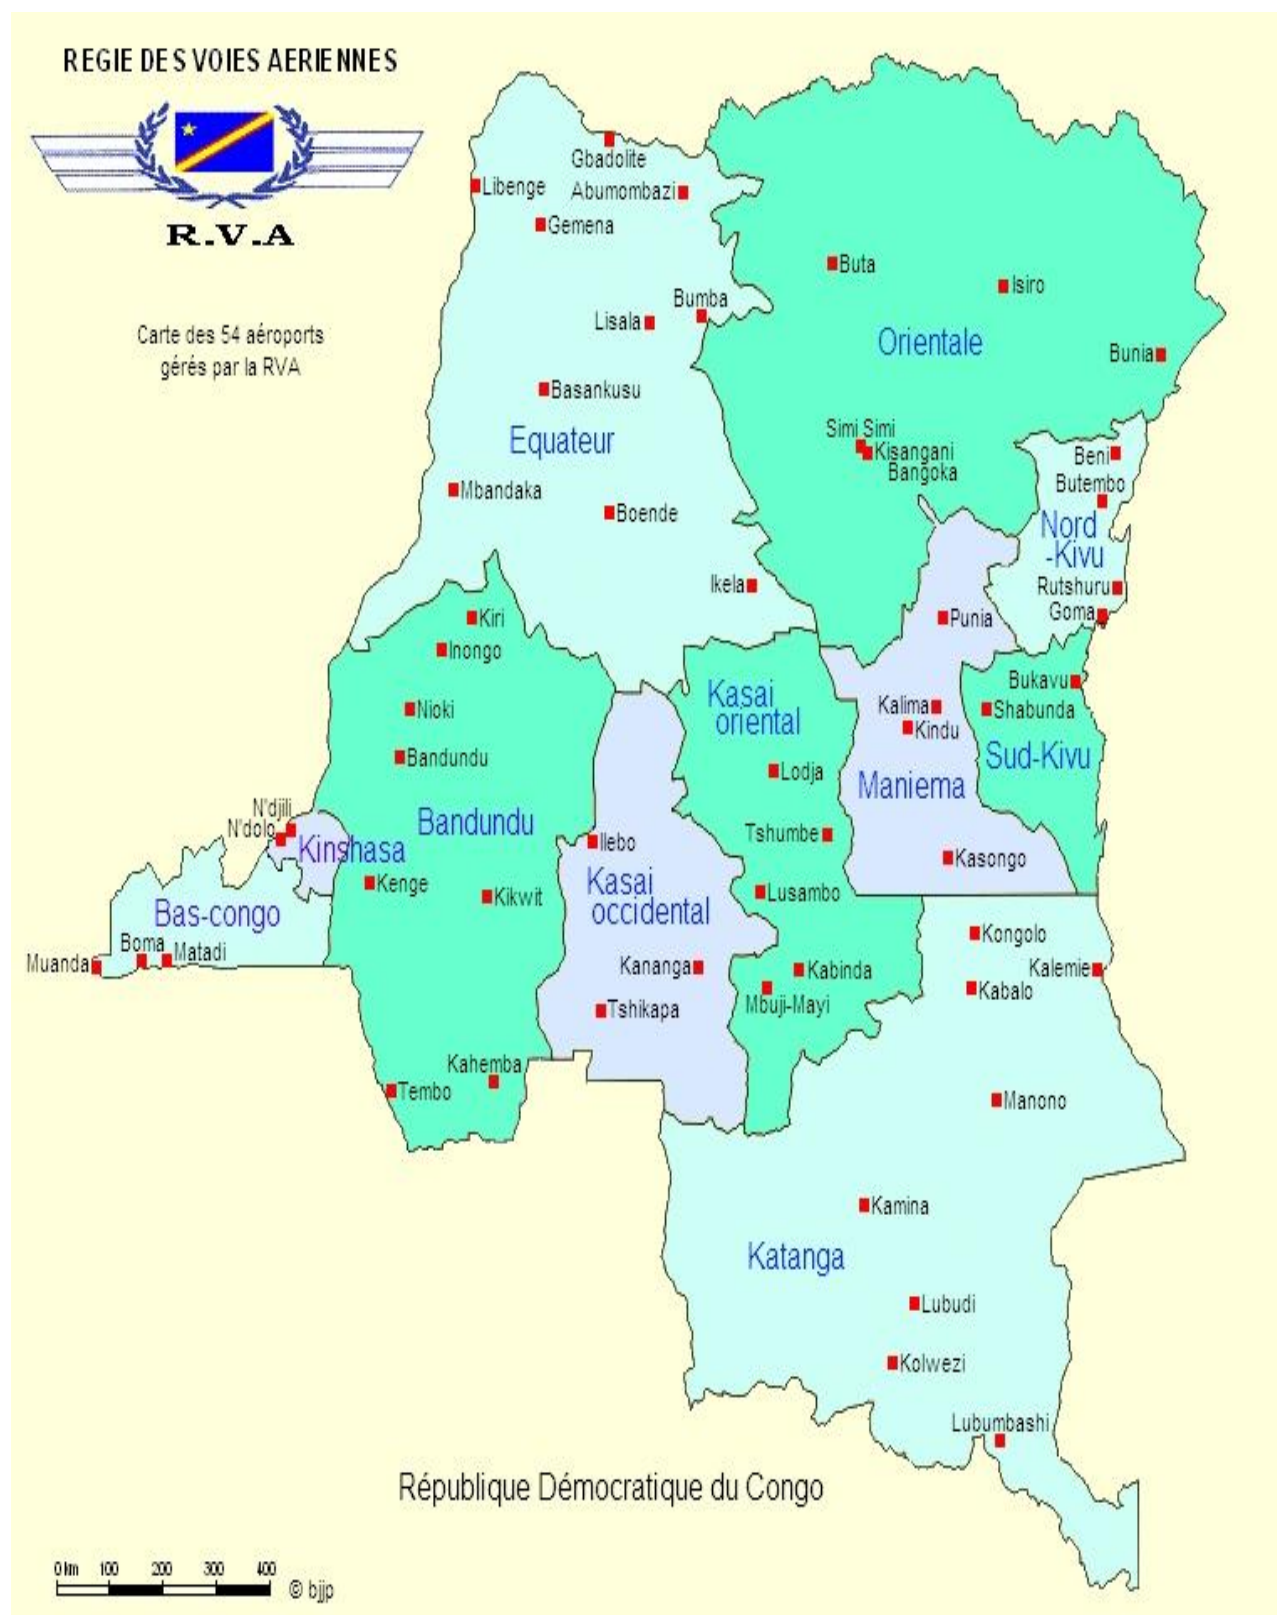 REGIE DES VOIES AERIENNES
R.V.A
Carte des 54 aéroports
gérés par la RVA
Gbadolite
Libenge
Abumombazi
Gemena
Buta
Isiro
Bumba
Lisala
Orientale
Bunia
Basankusu
Equateur
Simi Simi
Kisangani
Bangoka
Beni
Butembo
Mbandaka
Boende
Nord
-Kivu
Ikela
Rutshuru
Goma
Kiri
Punia
Inongo
Bukavu
Kasai
oriental
Nioki
Kalima
Shabunda
Kindu
Bandundu
Sud-Kivu
Lodja
Maniema
N'djili
N'dolo
Bandundu
Tshumbe
Kinshasa
Ilebo
Kasongo
Kenge
Kasai
occidental
Kikwit
Lusambo
Bas-congo
Boma
Matadi
Muanda
Kongolo
Kananga
Kabinda
Kalemie
Kabalo
Mbuji-Mayi
Tshikapa
Kahemba
Tembo
Manono
Kamina
Katanga
Lubudi
Kolwezi
Lubumbashi
République Démocratique du Congo
0 km 100 200 300 400
© bjjp